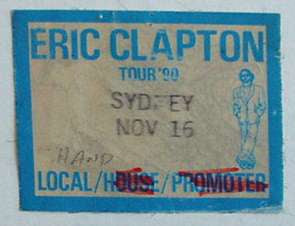 ERIC CLAPTON
TOUR'90
SYDNEY
NOV 16
HAND
LOCAL/HOUSE/PROMOTER